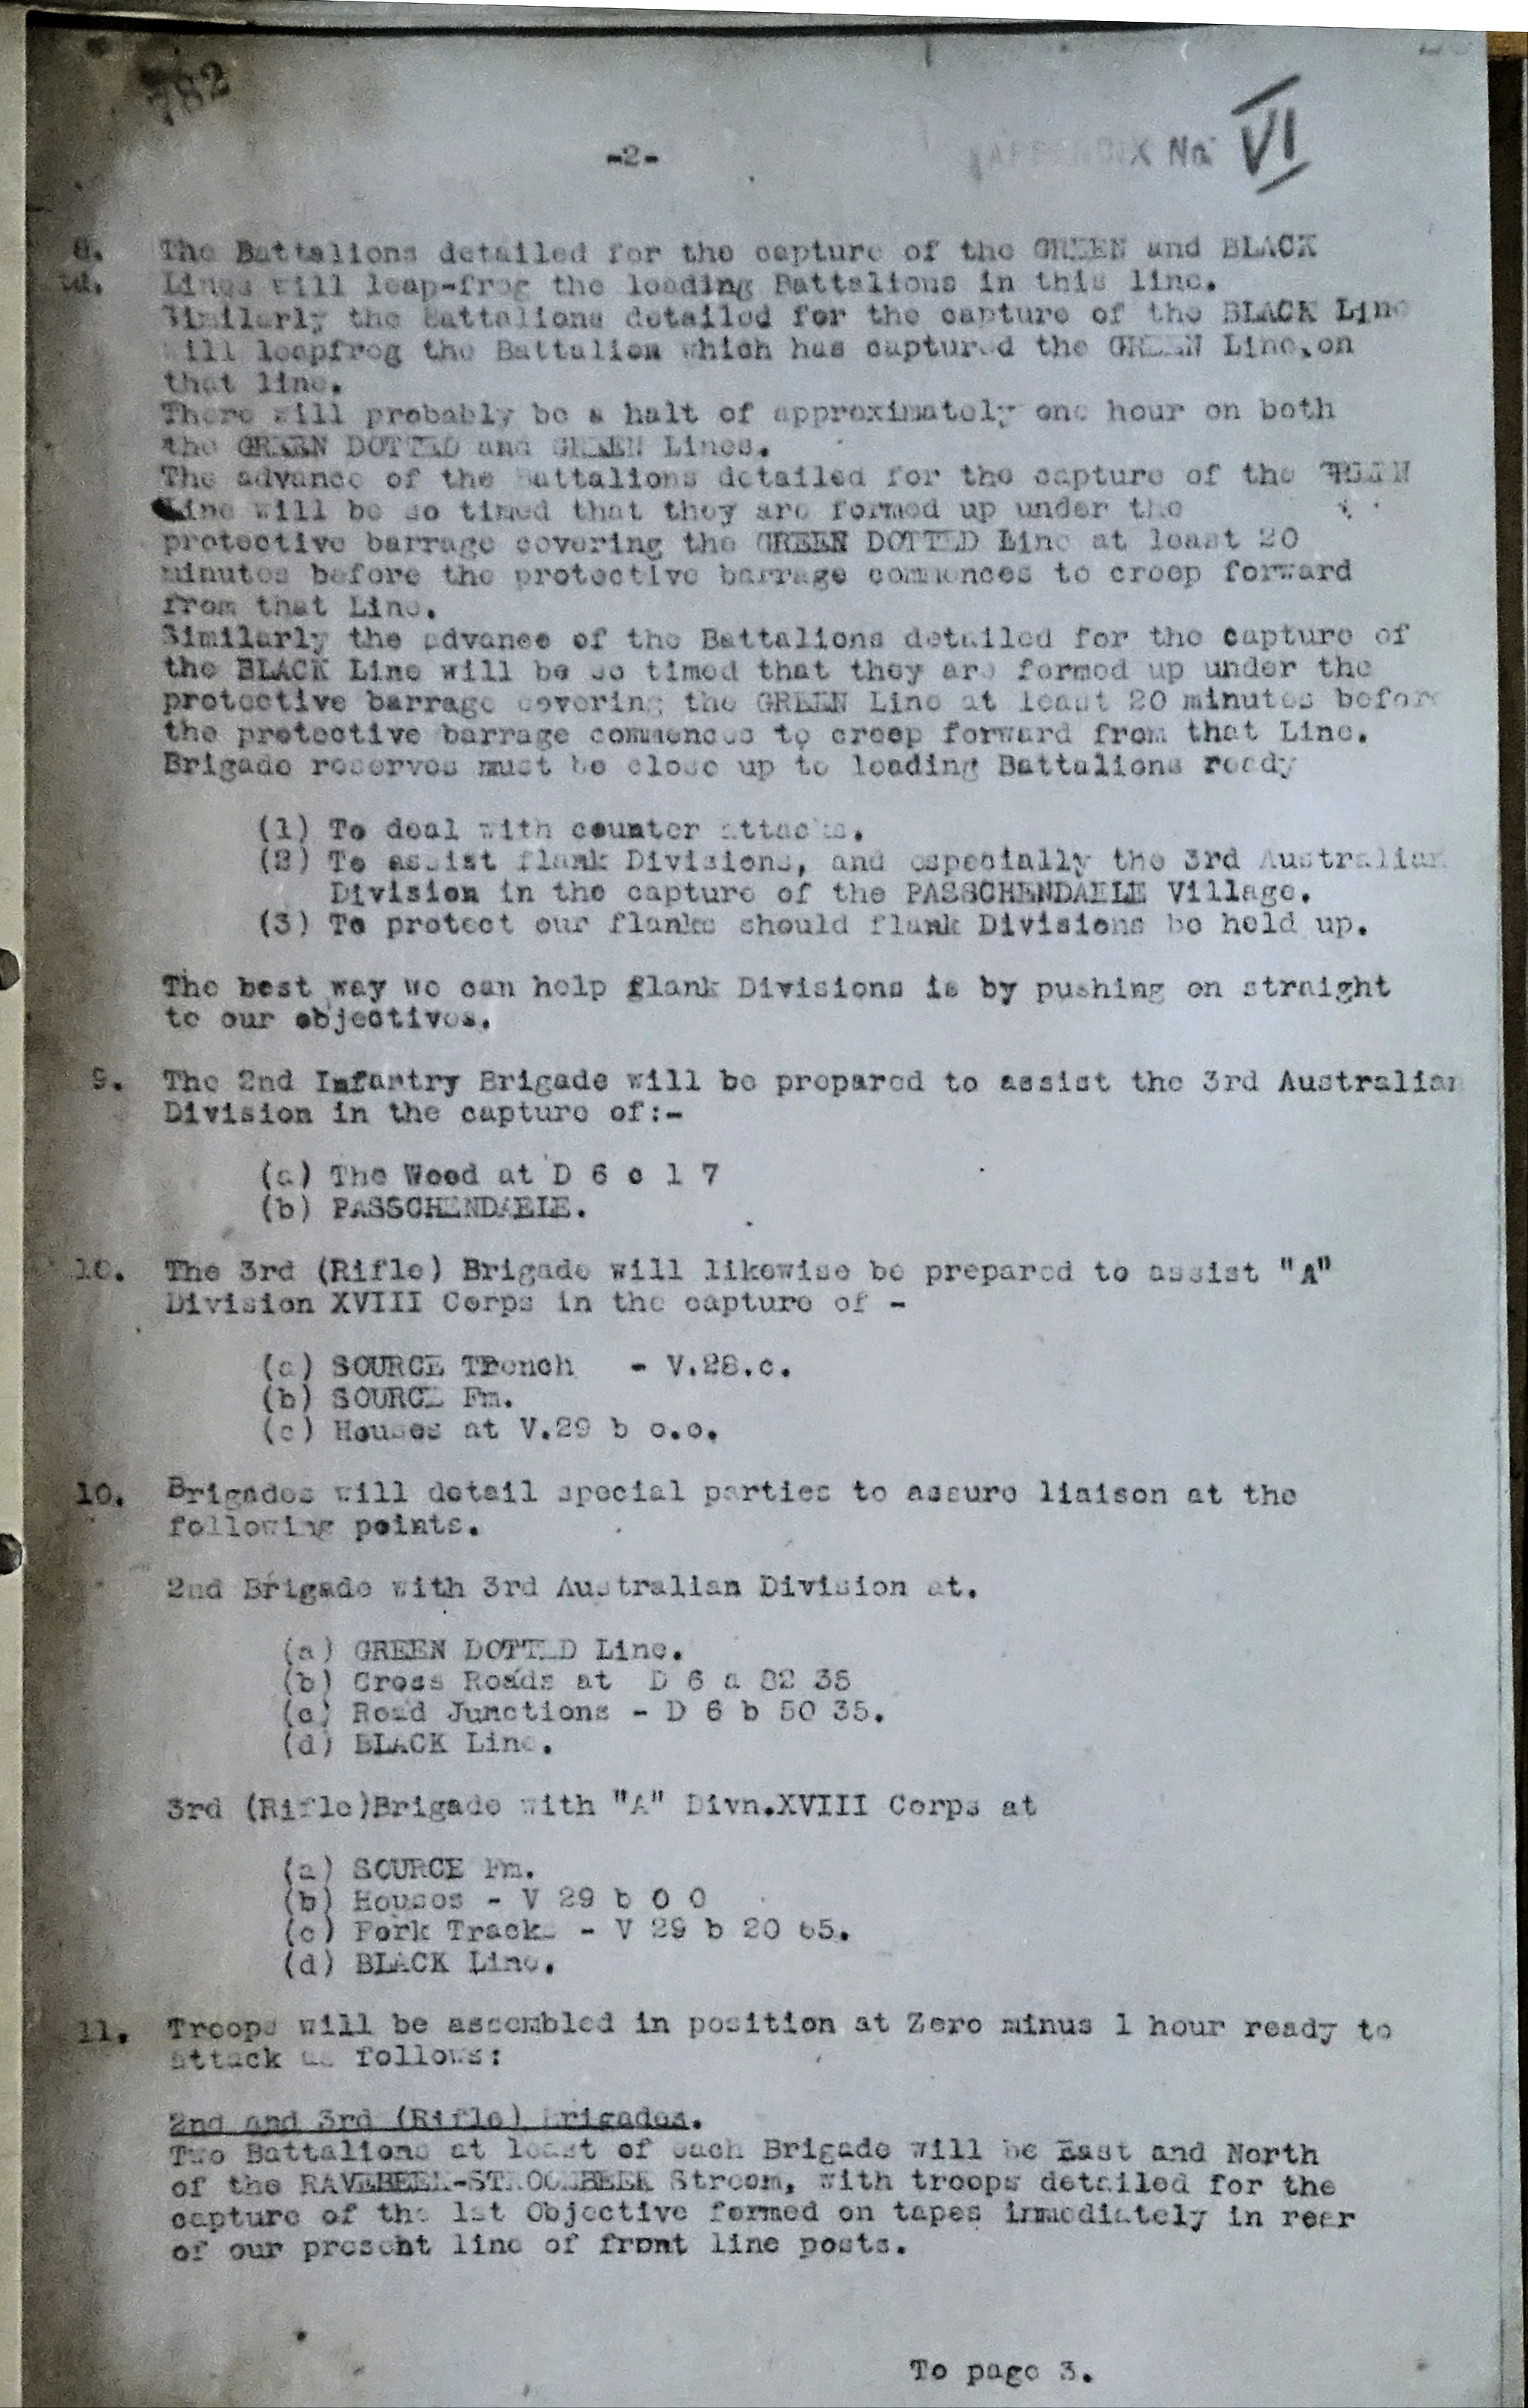 782
-2-
APPENDIX No VI
8. The Battalions detailed for the capture of the GREEN and BLACK
td. Lines will leap-frog the leading Battalions in this line.
Similarly the Battalions detailed for the capture of the BLACK Line
will leapfrog the Battalion which has captured the GREEN Line, on
that line.
There will probably be a halt of approximately one hour on both
the GREEN DOTTED and GREEN Lines.
The advance of the Battalions detailed for the capture of the GREEN
Line will be so timed that they are formed up under the
protective barrage covering the GREEN DOTTED Line at least 20
minutes before the protective barrage commences to creep forward
from that Line.
Similarly the advance of the Battalions detailed for the capture of
the BLACK Line will be so timed that they are formed up under the
protective barrage covering the GREEN Line at least 20 minutes before
the protective barrage commences to creep forward from that Line.
Brigade reserves must be close up to leading Battalions ready
(1) To deal with counter attacks.
(2) To assist flank Divisions, and especially the 3rd Australian
Division in the capture of the PASSCHENDAELE Village.
(3) To protect our flanks should flank Divisions be held up.
The best way we can help flank Divisions is by pushing on straight
to our objectives.
9. The 2nd Infantry Brigade will be prepared to assist the 3rd Australian
Division in the capture of:-
(a) The Wood at D 6 c 1 7
(b) PASSCHENDAELE.
10. The 3rd (Rifle) Brigade will likewise be prepared to assist "A"
Division XVIII Corps in the capture of -
(a) SOURCE Trench - V.28.c.
(b) SOURCE Fm.
(c) Houses at V.29 b o.o.
10. Brigades will detail special parties to assure liaison at the
following points.
2nd Brigade with 3rd Australian Division at.
(a) GREEN DOTTED Line.
(b) Cross Roads at D 6 a 82 35
(c) Road Junctions - D 6 b 50 35.
(d) BLACK Line.
3rd (Rifle)Brigade with "A" Divn.XVIII Corps at
(a) SOURCE Fm.
(b) Houses - V 29 b 0 0
(c) Fork Tracks - V 29 b 20 65.
(d) BLACK Line.
11. Troops will be assembled in position at Zero minus 1 hour ready to
attack as follows:
2nd and 3rd (Rifle) Brigades.
Two Battalions at least of each Brigade will be East and North
of the RAVEBEEK-STROOMBEEK Stream, with troops detailed for the
capture of the 1st Objective formed on tapes immediately in rear
of our present line of front line posts.
To page 3.